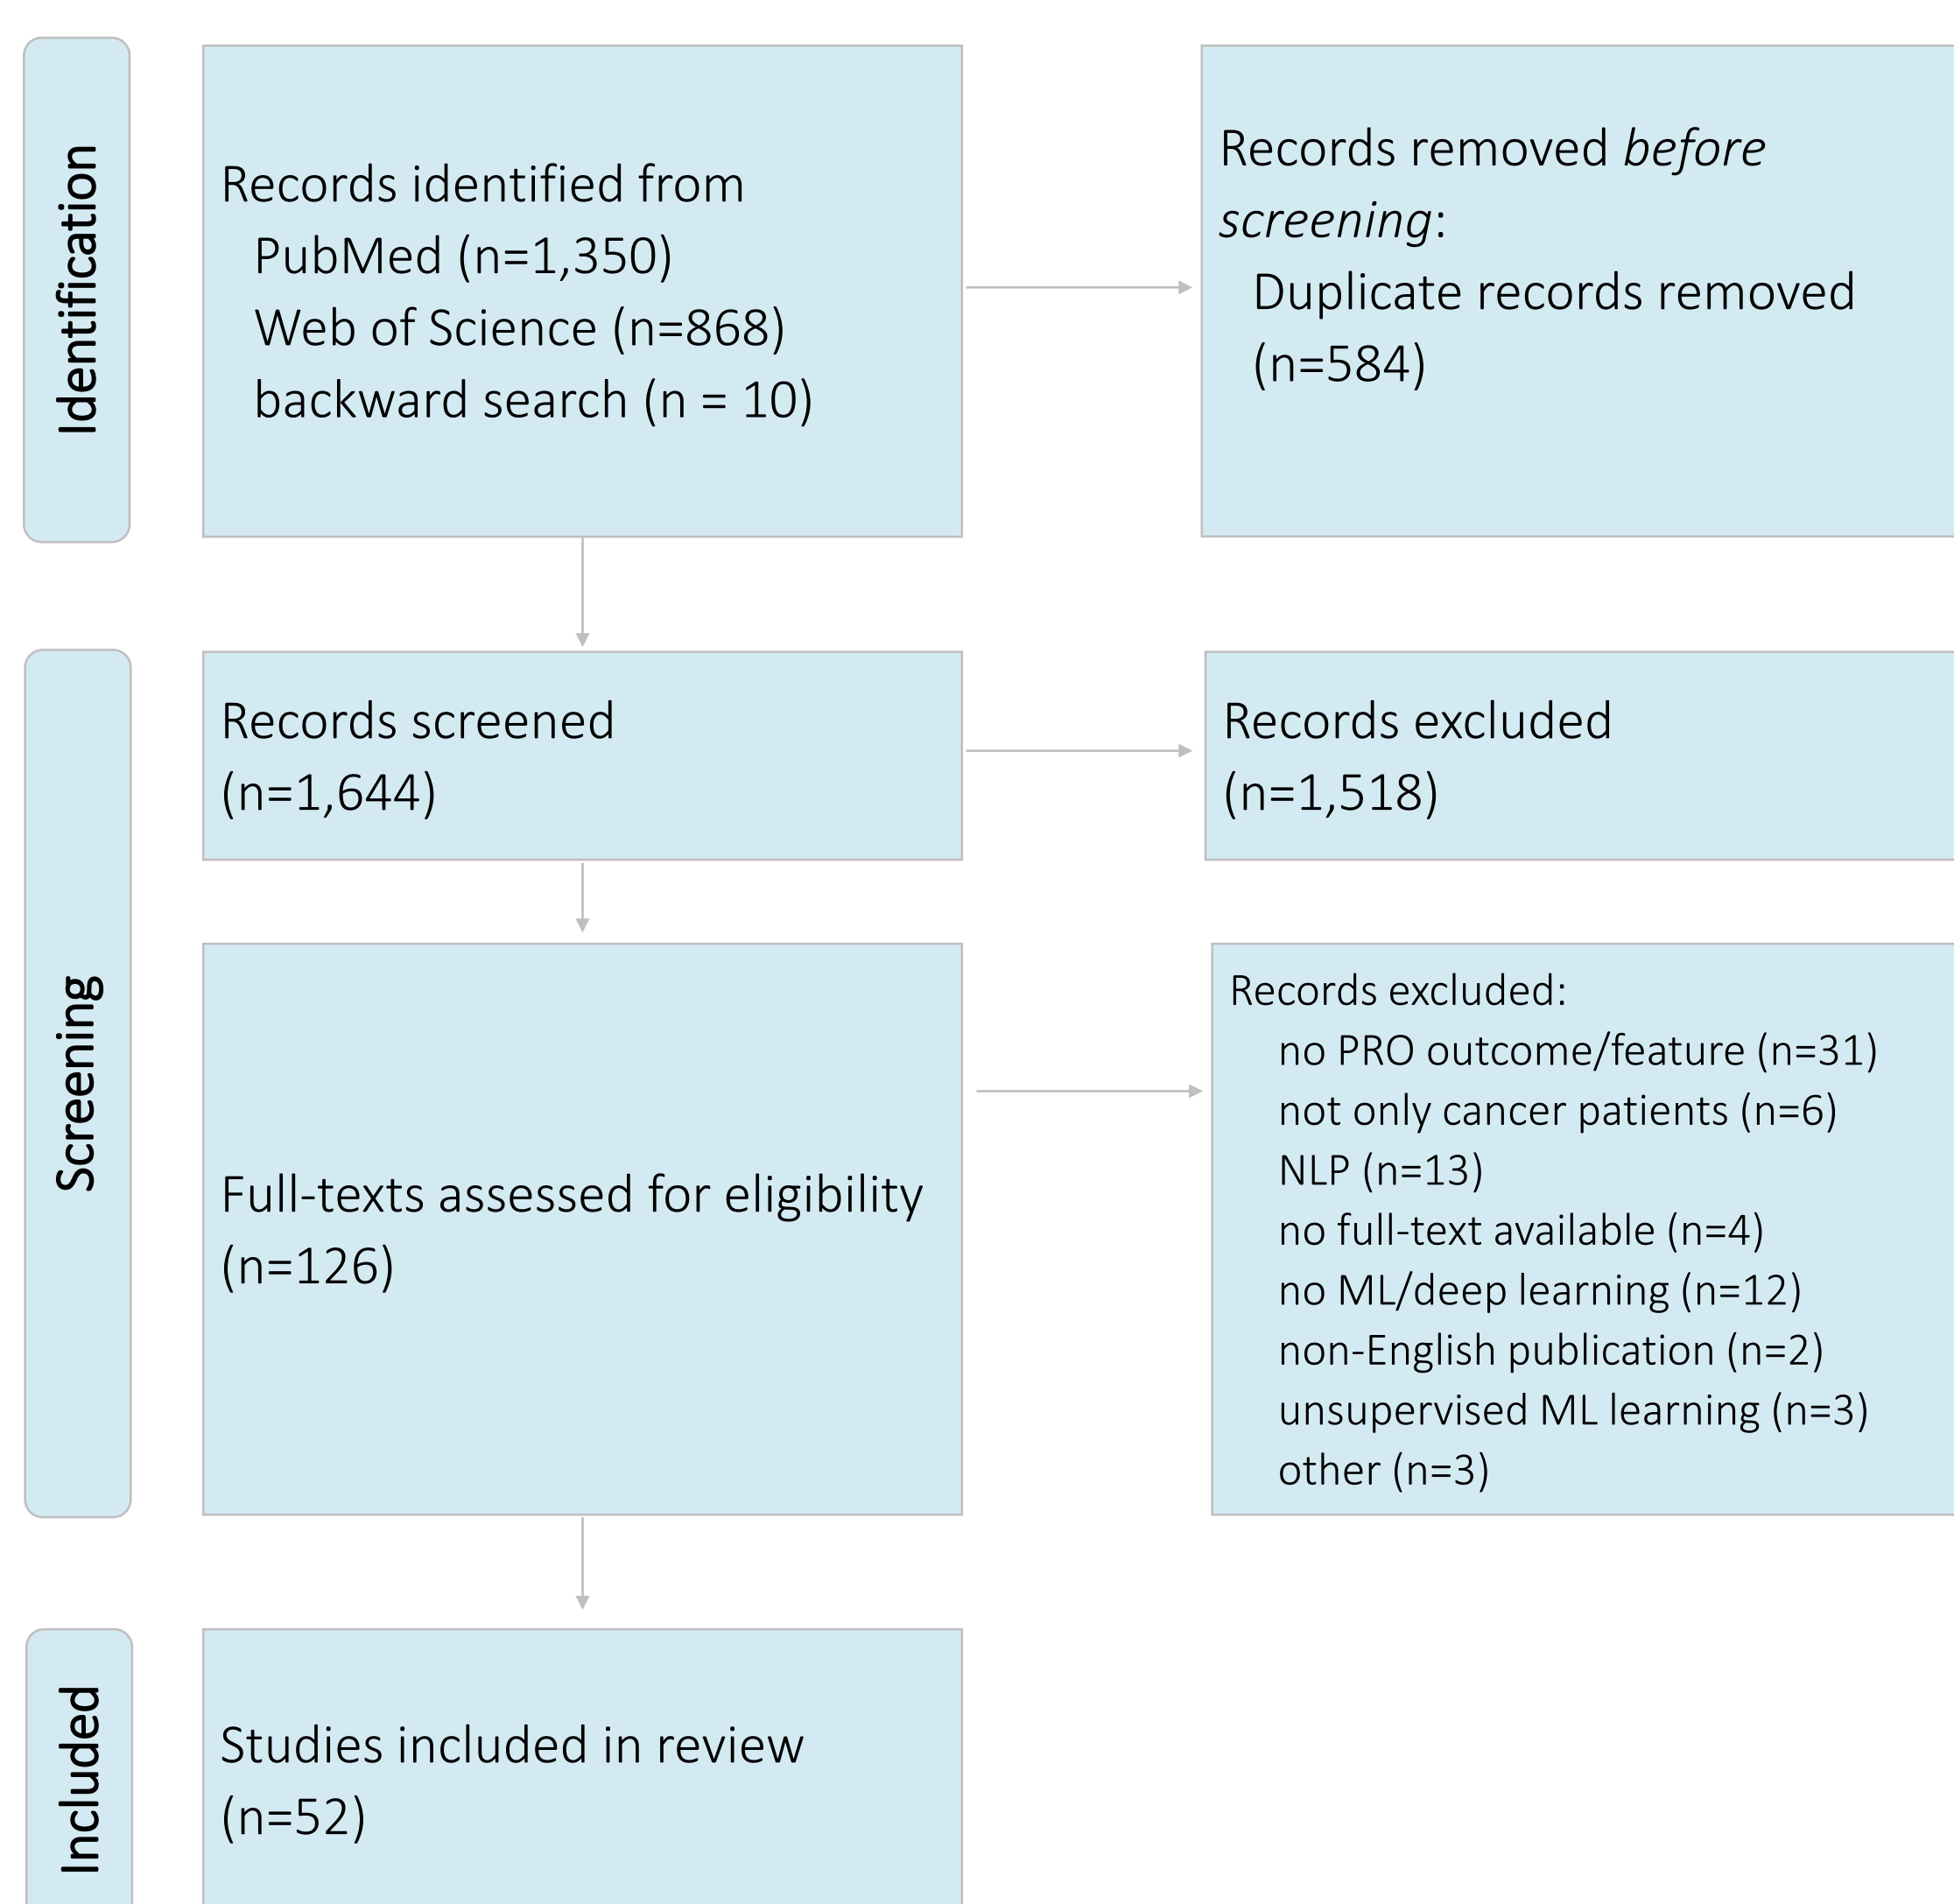 Identification
Records identified from
PubMed (n=1,350)
Web of Science (n=868)
backward search (n = 10)
Records removed before
screening:
Duplicate records removed
(n=584)
Screening
Records screened
(n=1,644)
Records excluded
(n=1,518)
Full-texts assessed for eligibility
(n=126)
Records excluded:
no PRO outcome/feature (n=31)
not only cancer patients (n=6)
NLP (n=13)
no full-text available (n=4)
no ML/deep learning (n=12)
non-English publication (n=2)
unsupervised ML learning (n=3)
other (n=3)
Included
Studies included in review
(n=52)